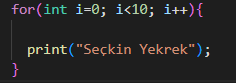 for(int i=0; i<10; i++){
print("Seçkin Yekrek");
}